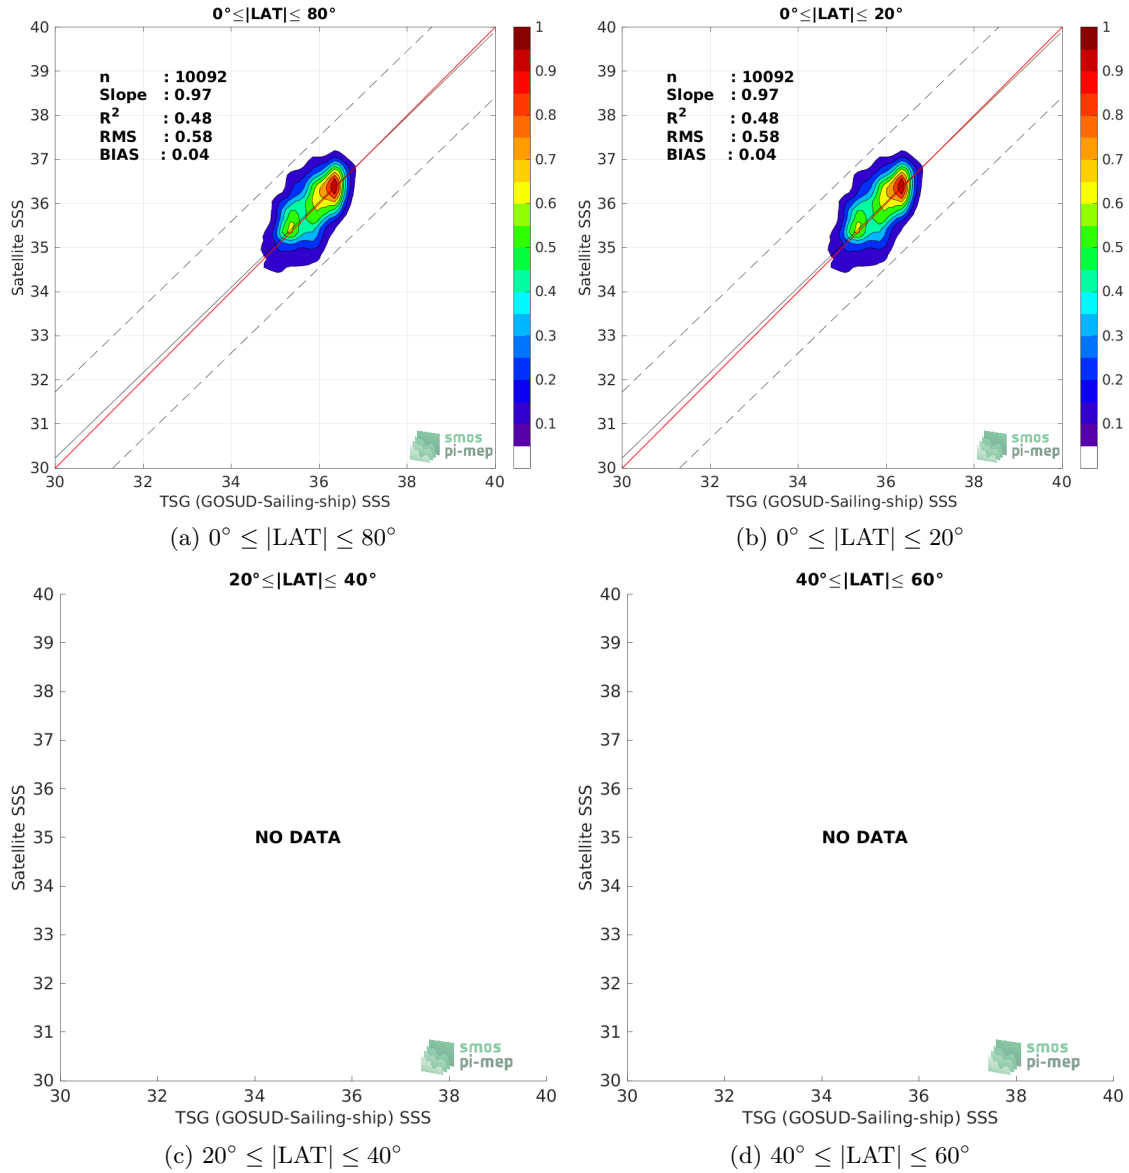 0°≤|LAT|≤ 80°
40
39
38
37
36
35
34
33
32
31
30
Satellite SSS
n : 10092
Slope : 0.97
R² : 0.48
RMS : 0.58
BIAS : 0.04
smos
pi-mep
30 32 34 36 38 40
TSG (GOSUD-Sailing-ship) SSS
1
0.9
0.8
0.7
0.6
0.5
0.4
0.3
0.2
0.1
(a) 0° ≤ |LAT| ≤ 80°
0°≤|LAT|≤ 20°
40
39
38
37
36
35
34
33
32
31
30
Satellite SSS
n : 10092
Slope : 0.97
R² : 0.48
RMS : 0.58
BIAS : 0.04
smos
pi-mep
30 32 34 36 38 40
TSG (GOSUD-Sailing-ship) SSS
1
0.9
0.8
0.7
0.6
0.5
0.4
0.3
0.2
0.1
(b) 0° ≤ |LAT| ≤ 20°
20°≤|LAT|≤ 40°
40
39
38
37
36
35
34
33
32
31
30
Satellite SSS
NO DATA
smos
pi-mep
30 32 34 36 38 40
TSG (GOSUD-Sailing-ship) SSS
(c) 20° ≤ |LAT| ≤ 40°
40°≤|LAT|≤ 60°
40
39
38
37
36
35
34
33
32
31
30
Satellite SSS
NO DATA
smos
pi-mep
30 32 34 36 38 40
TSG (GOSUD-Sailing-ship) SSS
(d) 40° ≤ |LAT| ≤ 60°